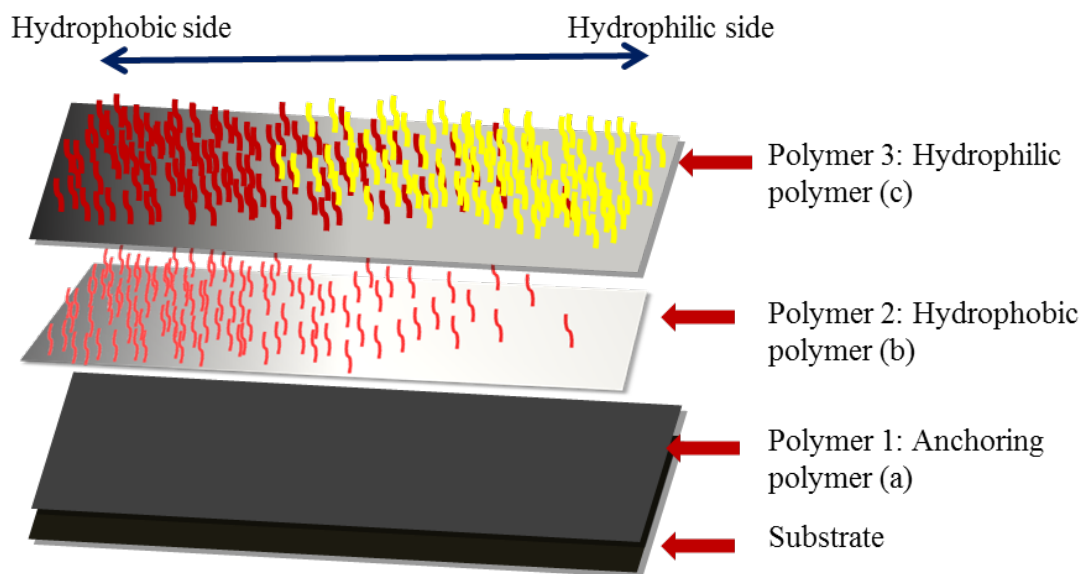 Hydrophobic side
Hydrophilic side
Polymer 3: Hydrophilic
polymer (c)
Polymer 2: Hydrophobic
polymer (b)
Polymer 1: Anchoring
polymer (a)
Substrate